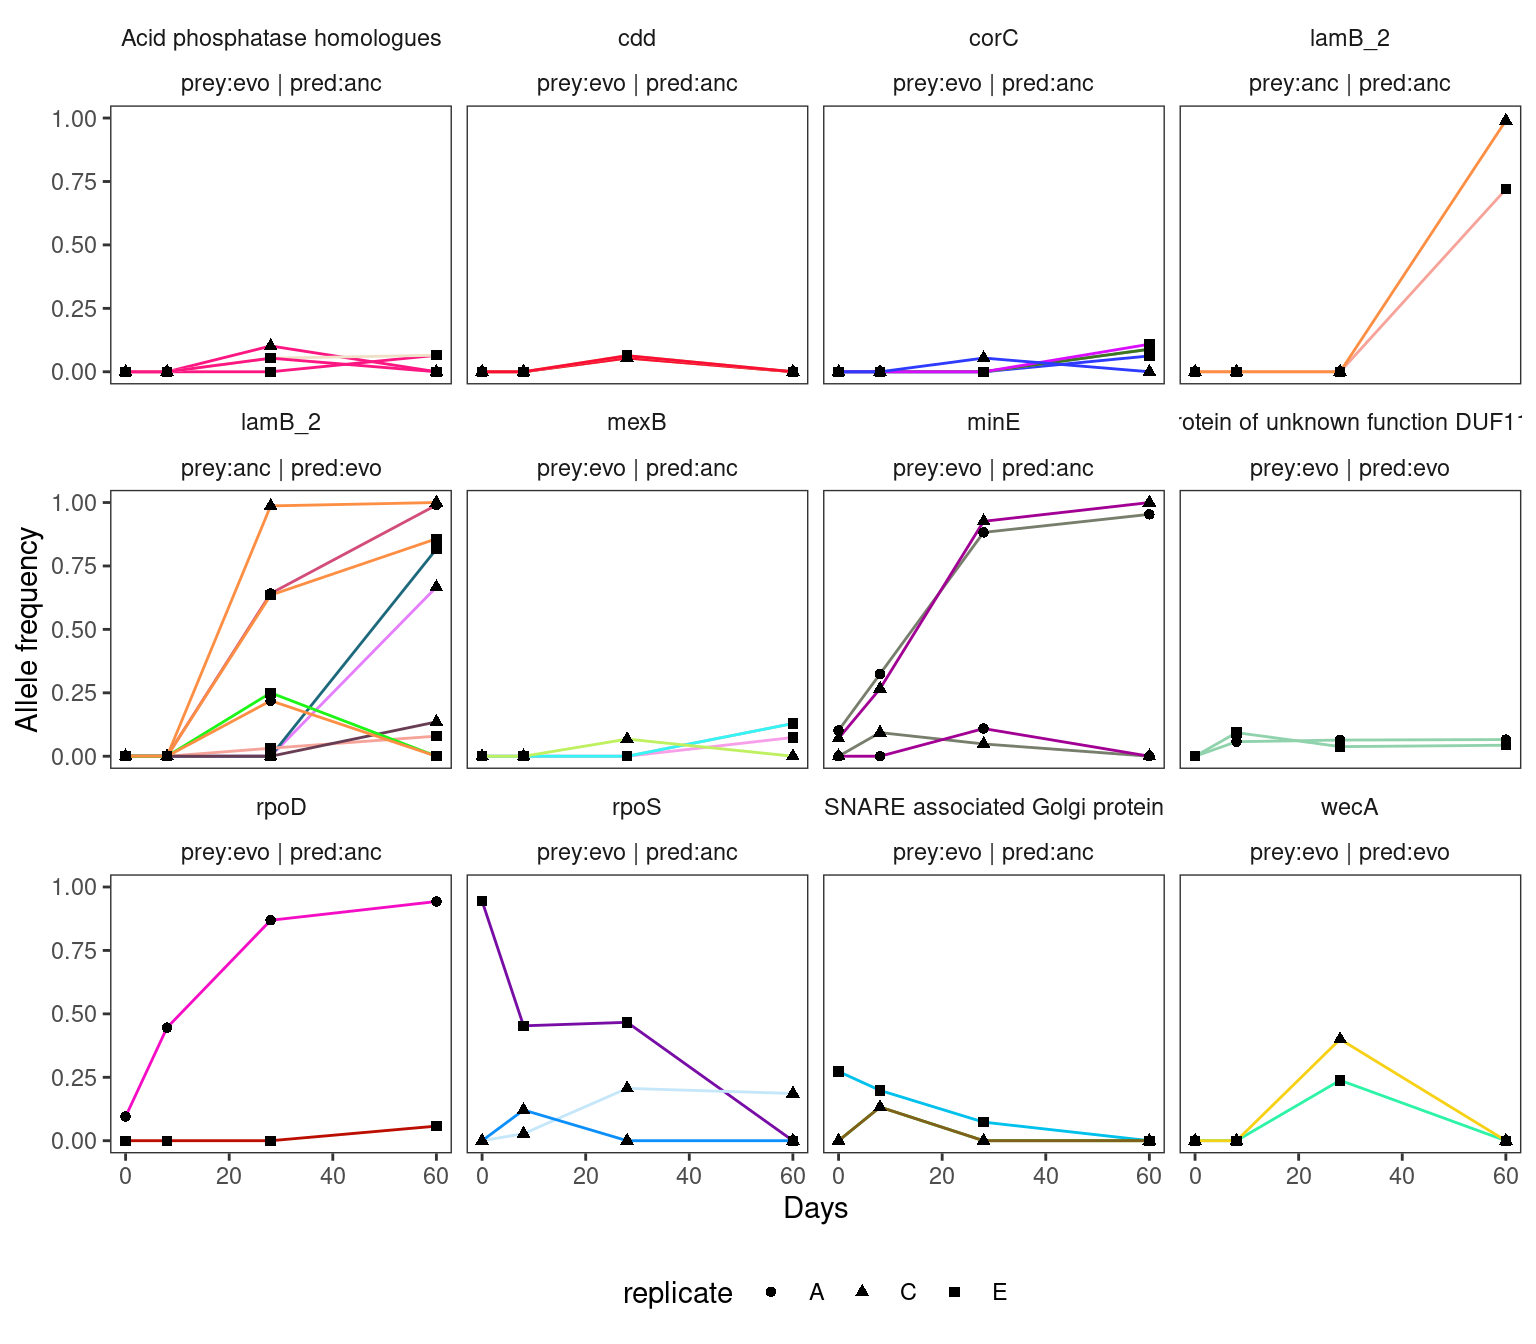 Acid phosphatase homologues
cdd
corC
lamB_2
prey:evo | pred:anc
prey:evo | pred:anc
prey:evo | pred:anc
prey:anc | pred:anc
1.00
0.75
0.50
0.25
0.00
lamB_2
mexB
minE
of unknown function
prey:anc | pred:evo
prey:evo | pred:anc
prey:evo | pred:anc
prey:evo | pred:evo
1.00
0.75
0.50
0.25
0.00
Allele frequency
rpoD
rpoS
SNARE associated Golgi protein
wecA
prey:evo | pred:anc
prey:evo | pred:anc
prey:evo | pred:anc
prey:evo | pred:evo
1.00
0.75
0.50
0.25
0.00
0 20 40 60
0 20 40 60
0 20 40 60
0 20 40 60
Days
replicate A C E